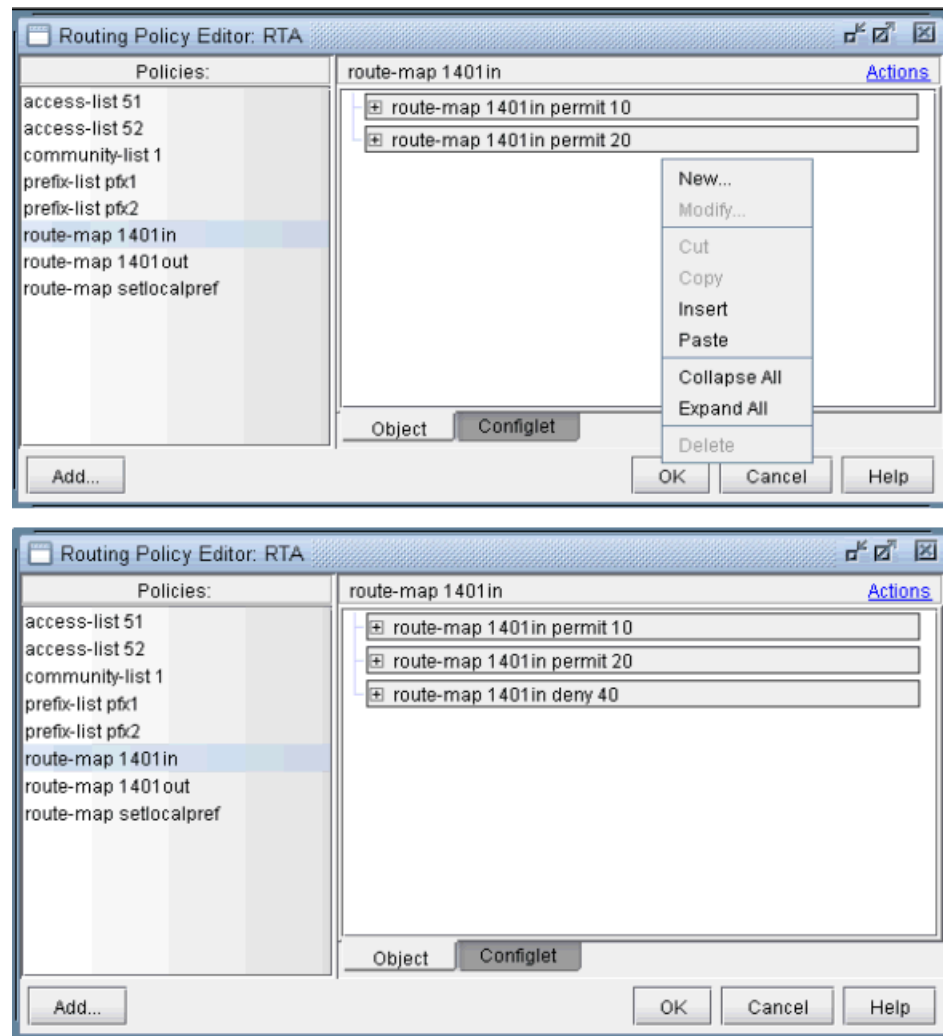 Routing Policy Editor: RTA
Policies:
access-list 51
access-list 52
community-list 1
prefix-list pfx1
prefix-list pfx2
route-map 1401in
route-map 1401out
route-map setlocalpref
route-map 1401in Actions
route-map 1401in permit 10
route-map 1401in permit 20
New...
Modify...
Cut
Copy
Insert
Paste
Collapse All
Expand All
Delete
Object Configlet
Add... OK Cancel Help
Routing Policy Editor: RTA
Policies:
access-list 51
access-list 52
community-list 1
prefix-list pfx1
prefix-list pfx2
route-map 1401in
route-map 1401out
route-map setlocalpref
route-map 1401in Actions
route-map 1401in permit 10
route-map 1401in permit 20
route-map 1401in deny 40
Object Configlet
Add... OK Cancel Help